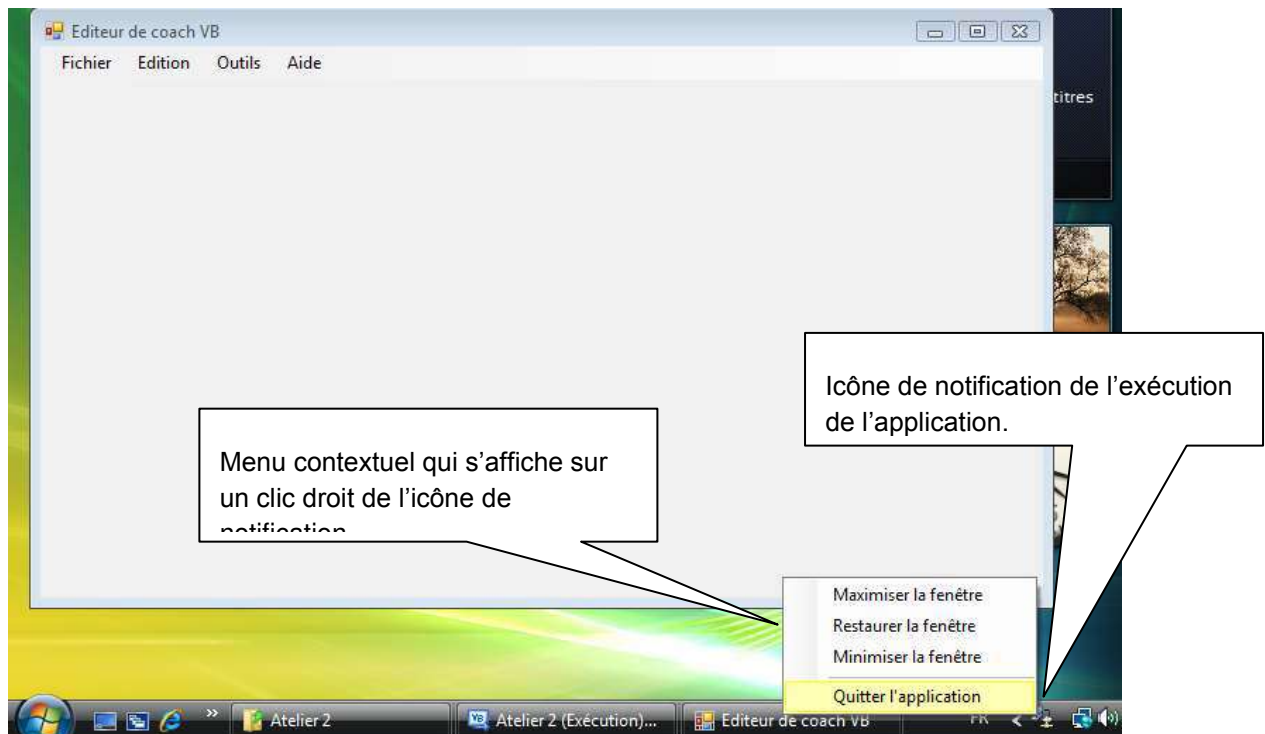 Editeur de coach VB
Fichier Edition Outils Aide
titres
Icône de notification de l’exécution
de l’application.
Menu contextuel qui s’affiche sur
un clic droit de l’icône de
notification
Maximiser la fenêtre
Restaurer la fenêtre
Minimiser la fenêtre
Quitter l'application
» Atelier 2 Atelier 2 (Exécution)... Editeur de coach VB FR <